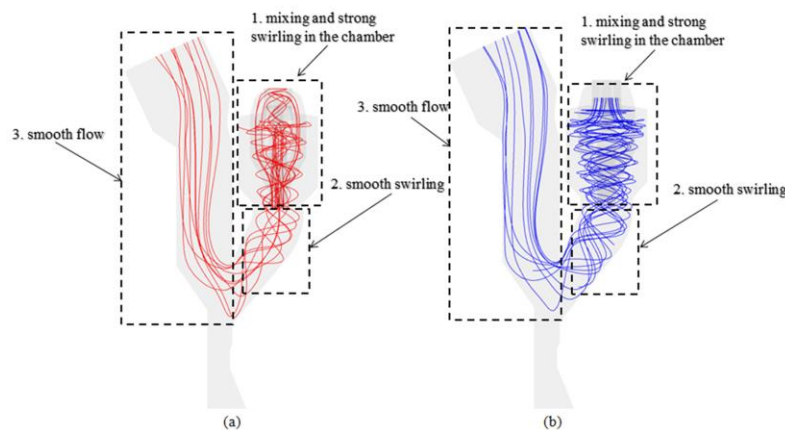 1. mixing and strong
swirling in the chamber
3. smooth flow
2. smooth swirling
(a)
1. mixing and strong
swirling in the chamber
3. smooth flow
2. smooth swirling
(b)